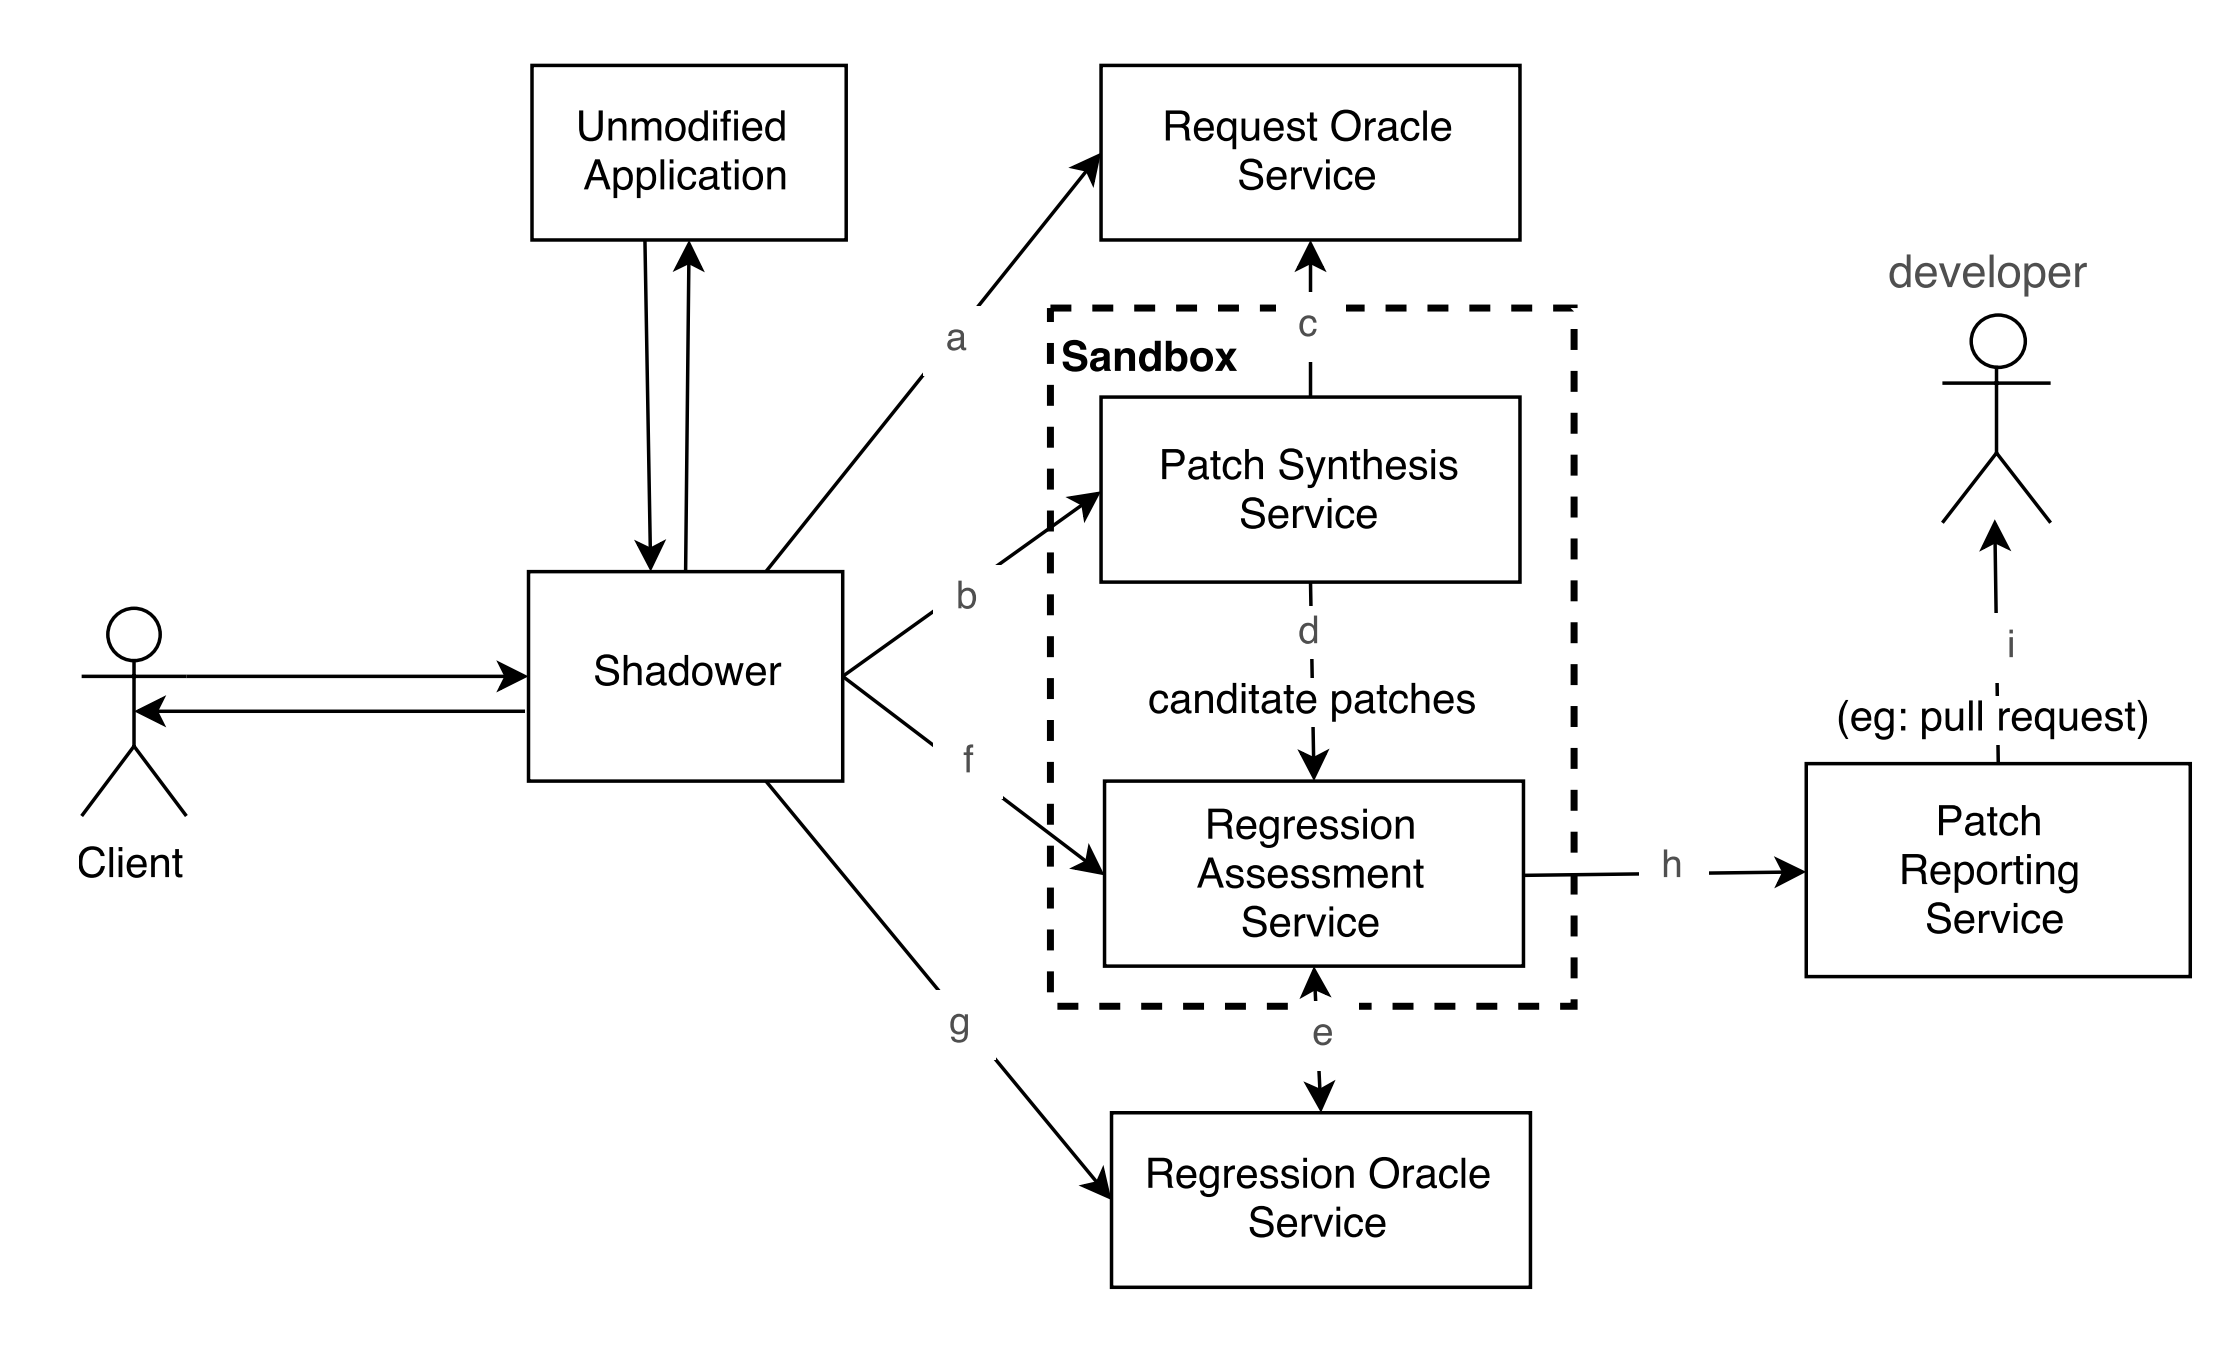 Unmodified
Application
Request Oracle
Service
developer
a
c
Sandbox
Patch Synthesis
Service
b
d
i
Shadower
canditate patches
(eg: pull request)
f
Client
Regression
Assessment
Service
h
Patch
Reporting
Service
g
e
Regression Oracle
Service